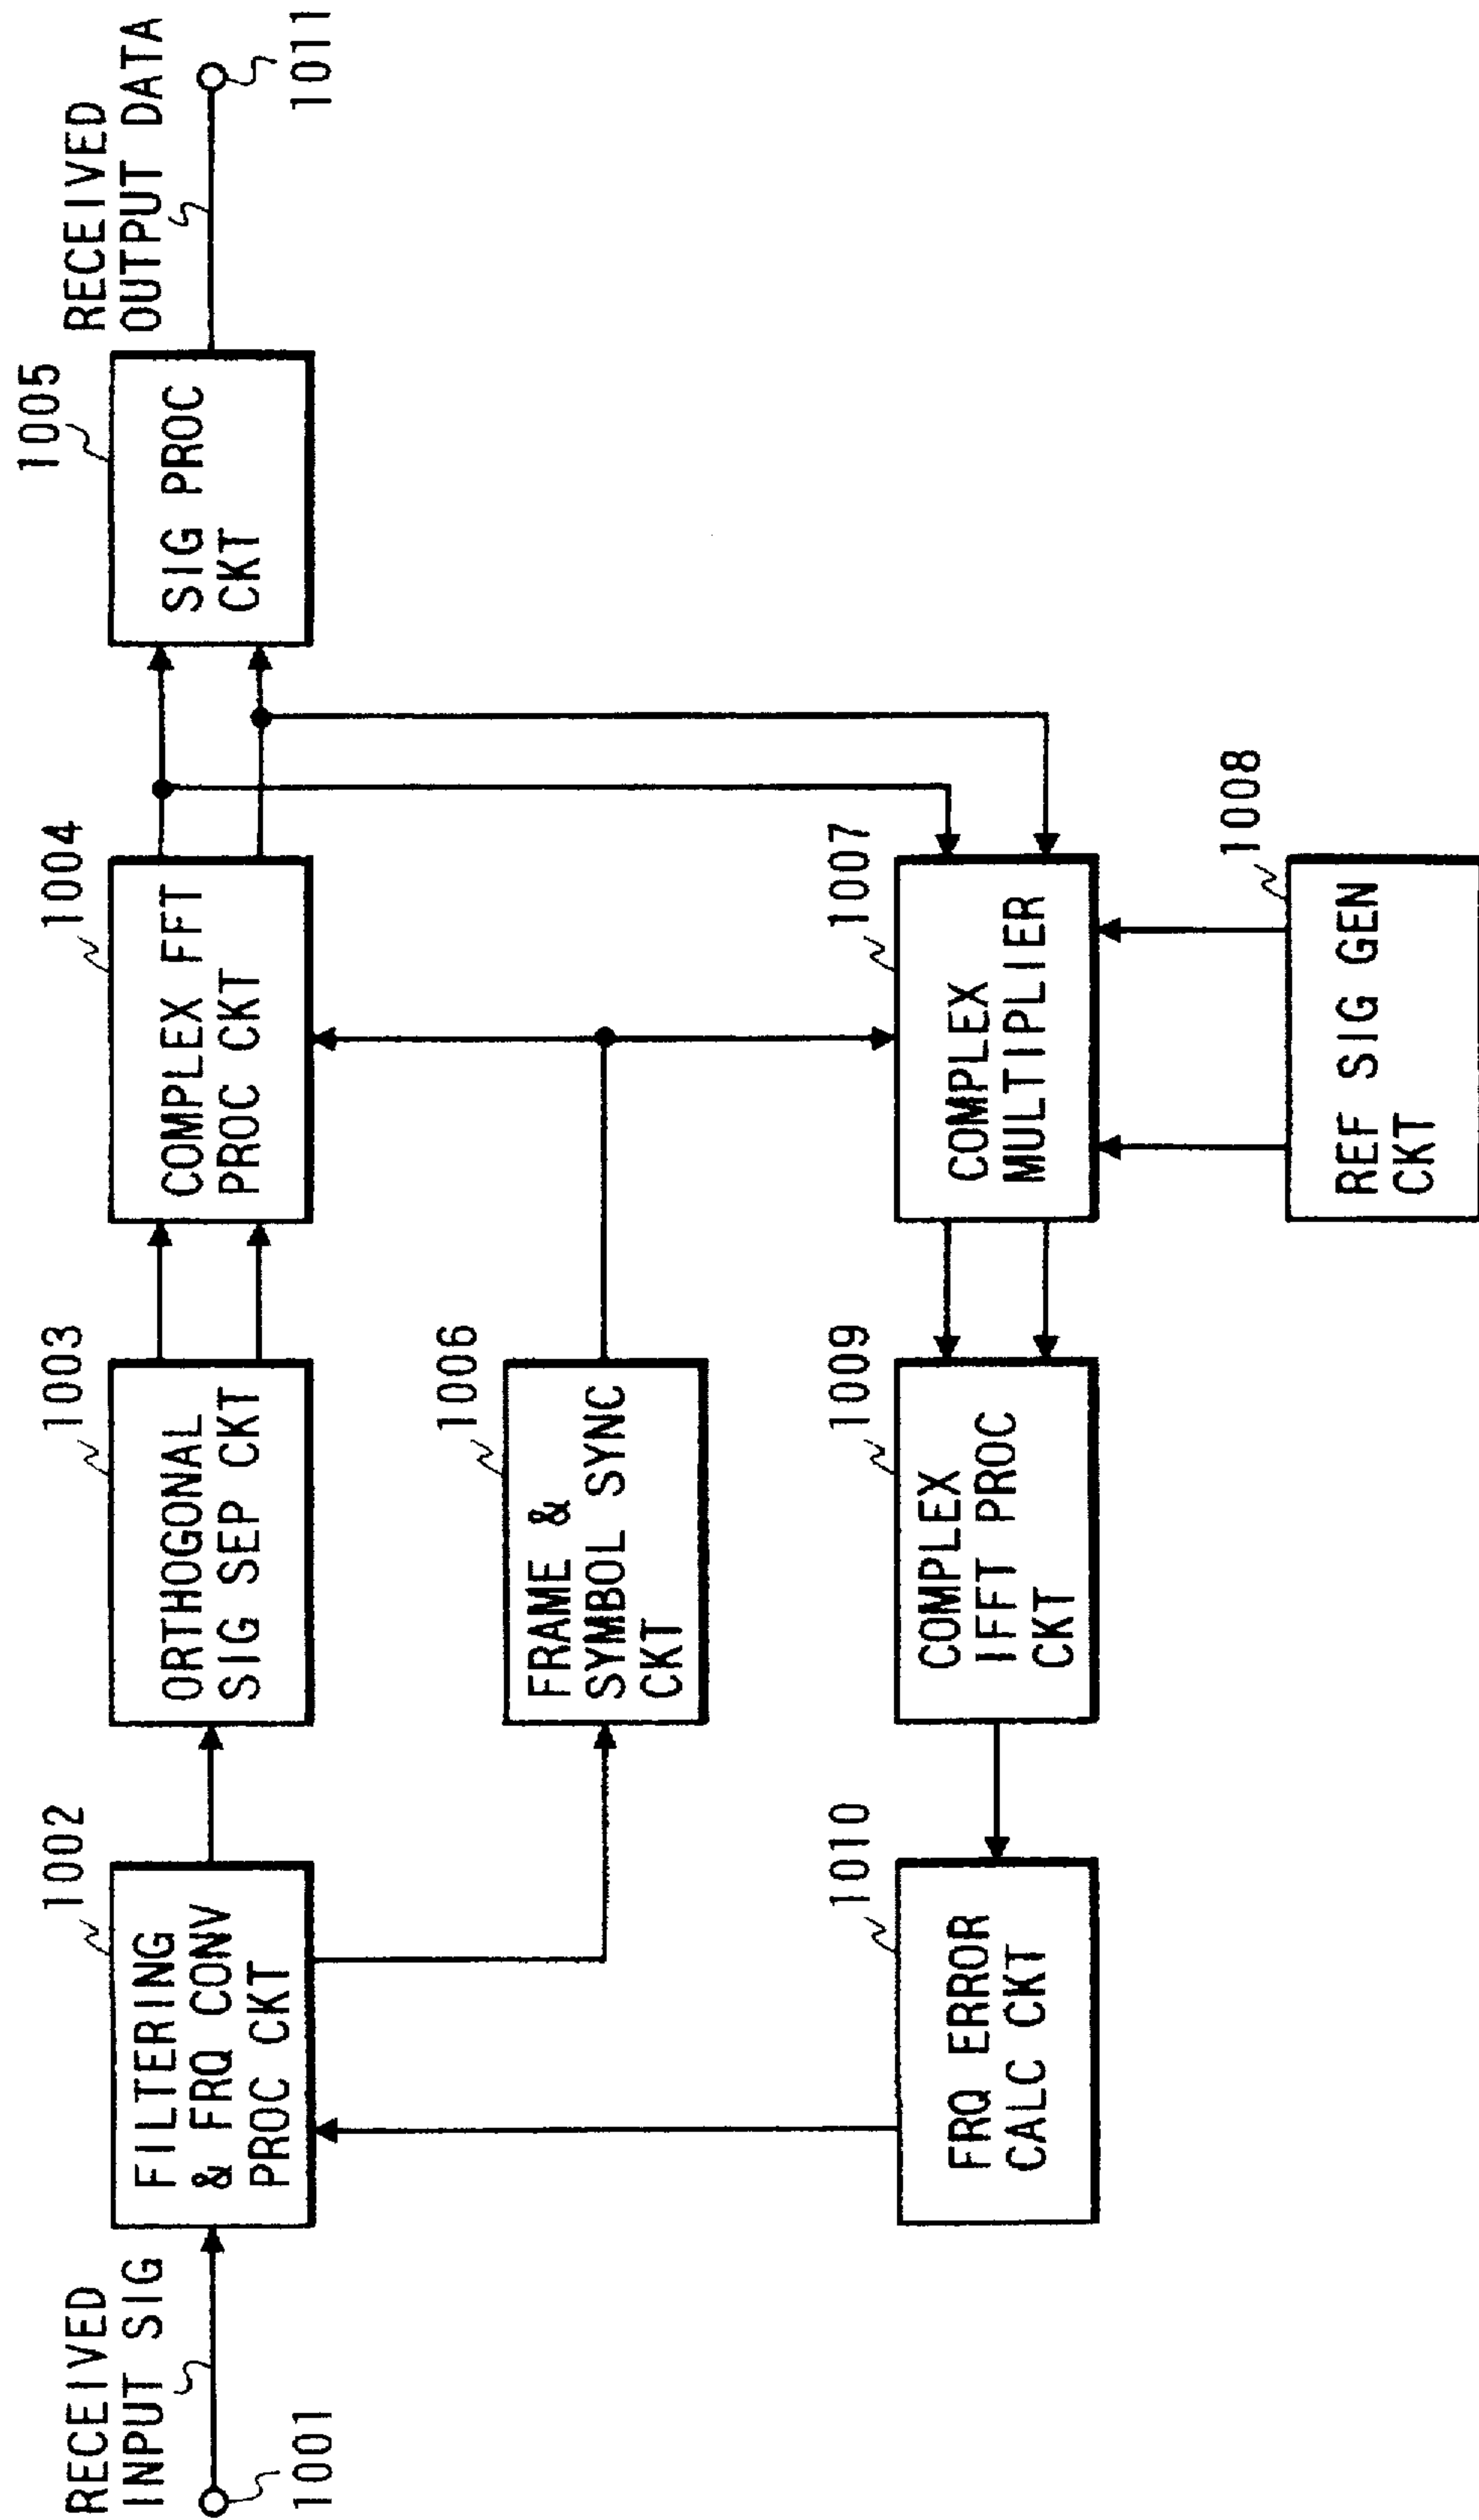 RECEIVED
INPUT SIG
1001
1002
FILTERING
& FRQ CONV
PROC CKT
1003
ORTHOGONAL
SIG SEP CKT
1004
COMPLEX FFT
PROC CKT
1005
SIG PROC
CKT
RECEIVED
OUTPUT DATA
1011
1006
FRAME &
SYMBOL SYNC
CKT
1010
FRQ ERROR
CALC CKT
1009
COMPLEX
IFFT PROC
CKT
1007
COMPLEX
MULTIPLIER
1008
REF SIG GEN
CKT